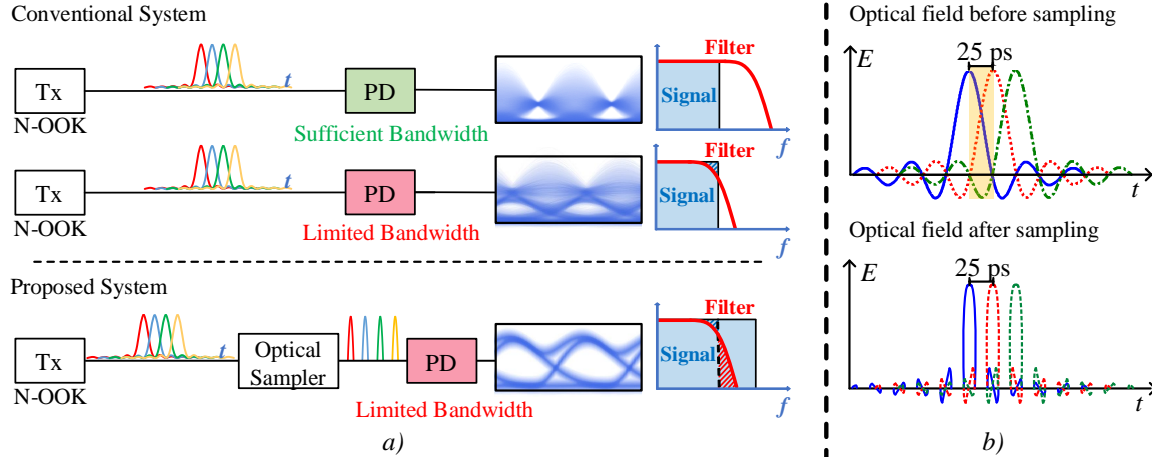 Conventional System
Tx
N-OOK
t
PD
Sufficient Bandwidth
Filter
Signal
f
Tx
N-OOK
t
PD
Limited Bandwidth
Filter
Signal
f
Proposed System
Tx
N-OOK
t
Optical
Sampler
PD
Limited Bandwidth
Filter
Signal
f
a)
Optical field before sampling
E
25 ps
t
Optical field after sampling
E
25 ps
t
b)